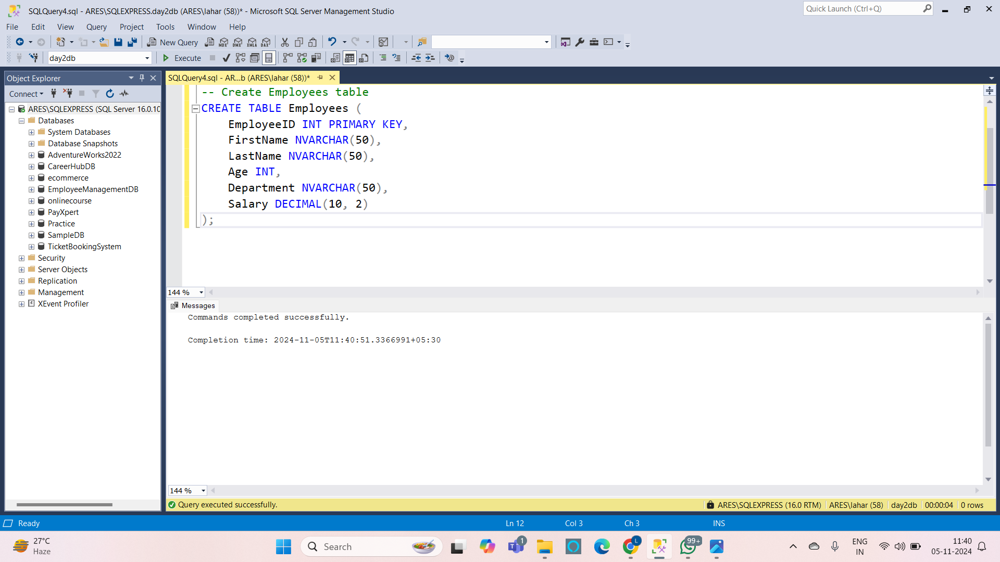 SQLQuery4.sql - ARES\SQLEXPRESS.day2db (ARES\lahar (58))* - Microsoft SQL Server Management Studio
Quick Launch (Ctrl+Q)
File Edit View Query Project Tools Window Help
New Query MDX DMX XMLA DAX
day2db Execute
Object Explorer
SQLQuery4.sql - AR...b (ARES\lahar (58))*
Connect
ARES\SQLEXPRESS (SQL Server 16.0.10
Databases
System Databases
Database Snapshots
AdventureWorks2022
CareerHubDB
ecommerce
EmployeeManagementDB
onlinecourse
PayXpert
Practice
SampleDB
TicketBookingSystem
Security
Server Objects
Replication
Management
XEvent Profiler
-- Create Employees table
CREATE TABLE Employees (
EmployeeID INT PRIMARY KEY,
FirstName NVARCHAR(50),
LastName NVARCHAR(50),
Age INT,
Department NVARCHAR(50),
Salary DECIMAL(10, 2)
);
144 %
Messages
Commands completed successfully.
Completion time: 2024-11-05T11:40:51.3366991+05:30
144 %
Query executed successfully.
ARES\SQLEXPRESS (16.0 RTM) ARES\lahar (58) day2db 00:00:04 0 rows
Ready Ln 12 Col 3 Ch 3 INS
27°C
Haze
Search
1
L
99+
ENG
IN
11:40
05-11-2024